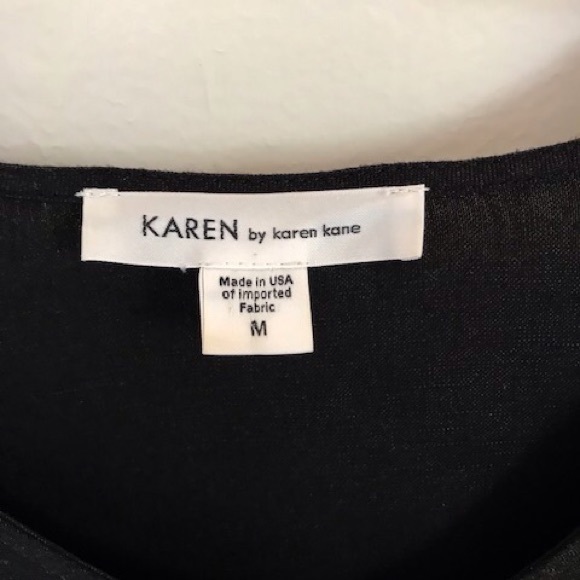 KAREN by karen kane
Made in USA
of imported
Fabric
M